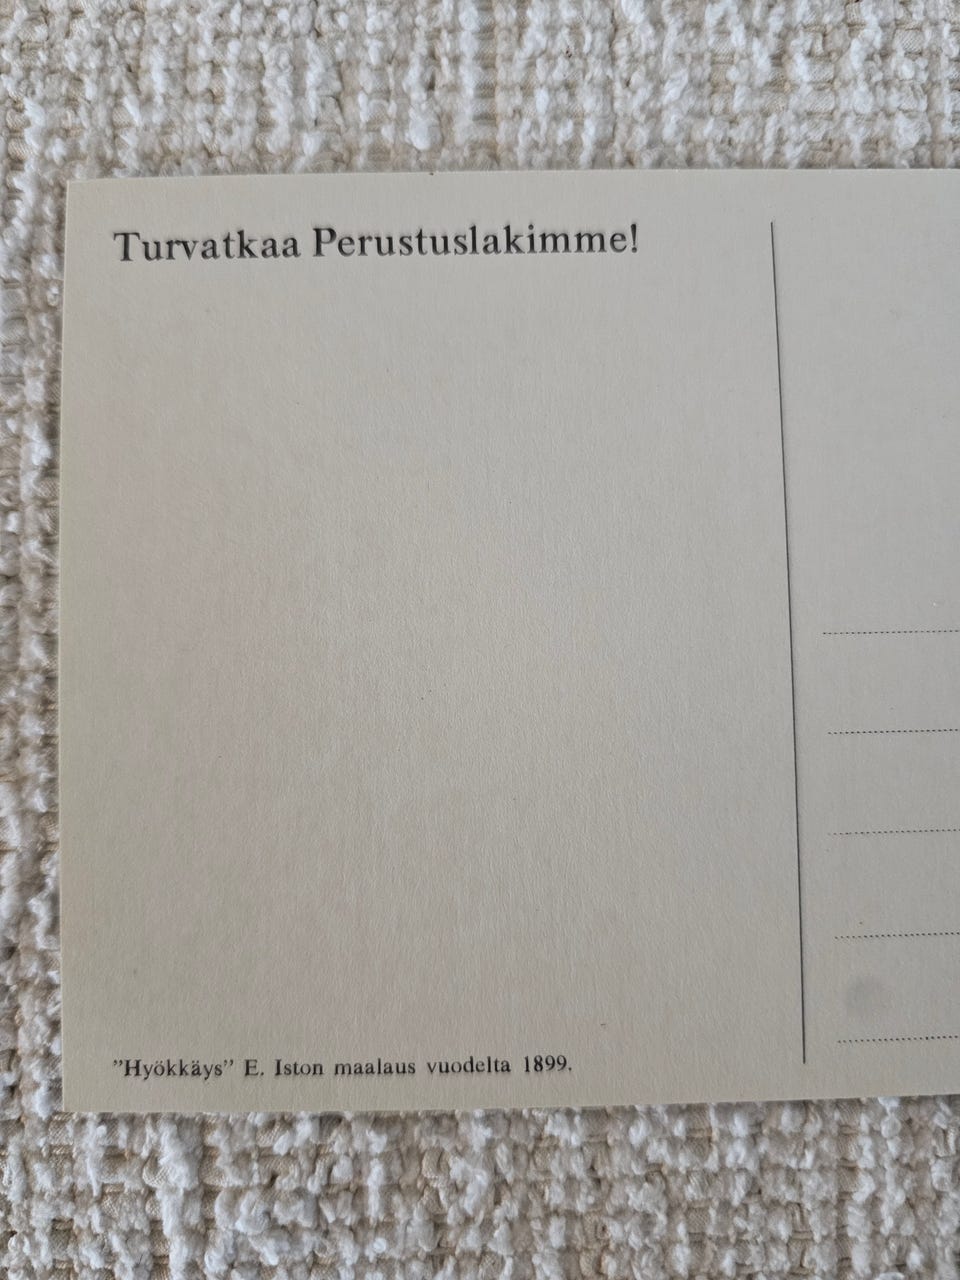 Turvatkaa Perustuslakimme!
”Hyökkäys” E. Iston maalaus vuodelta 1899.